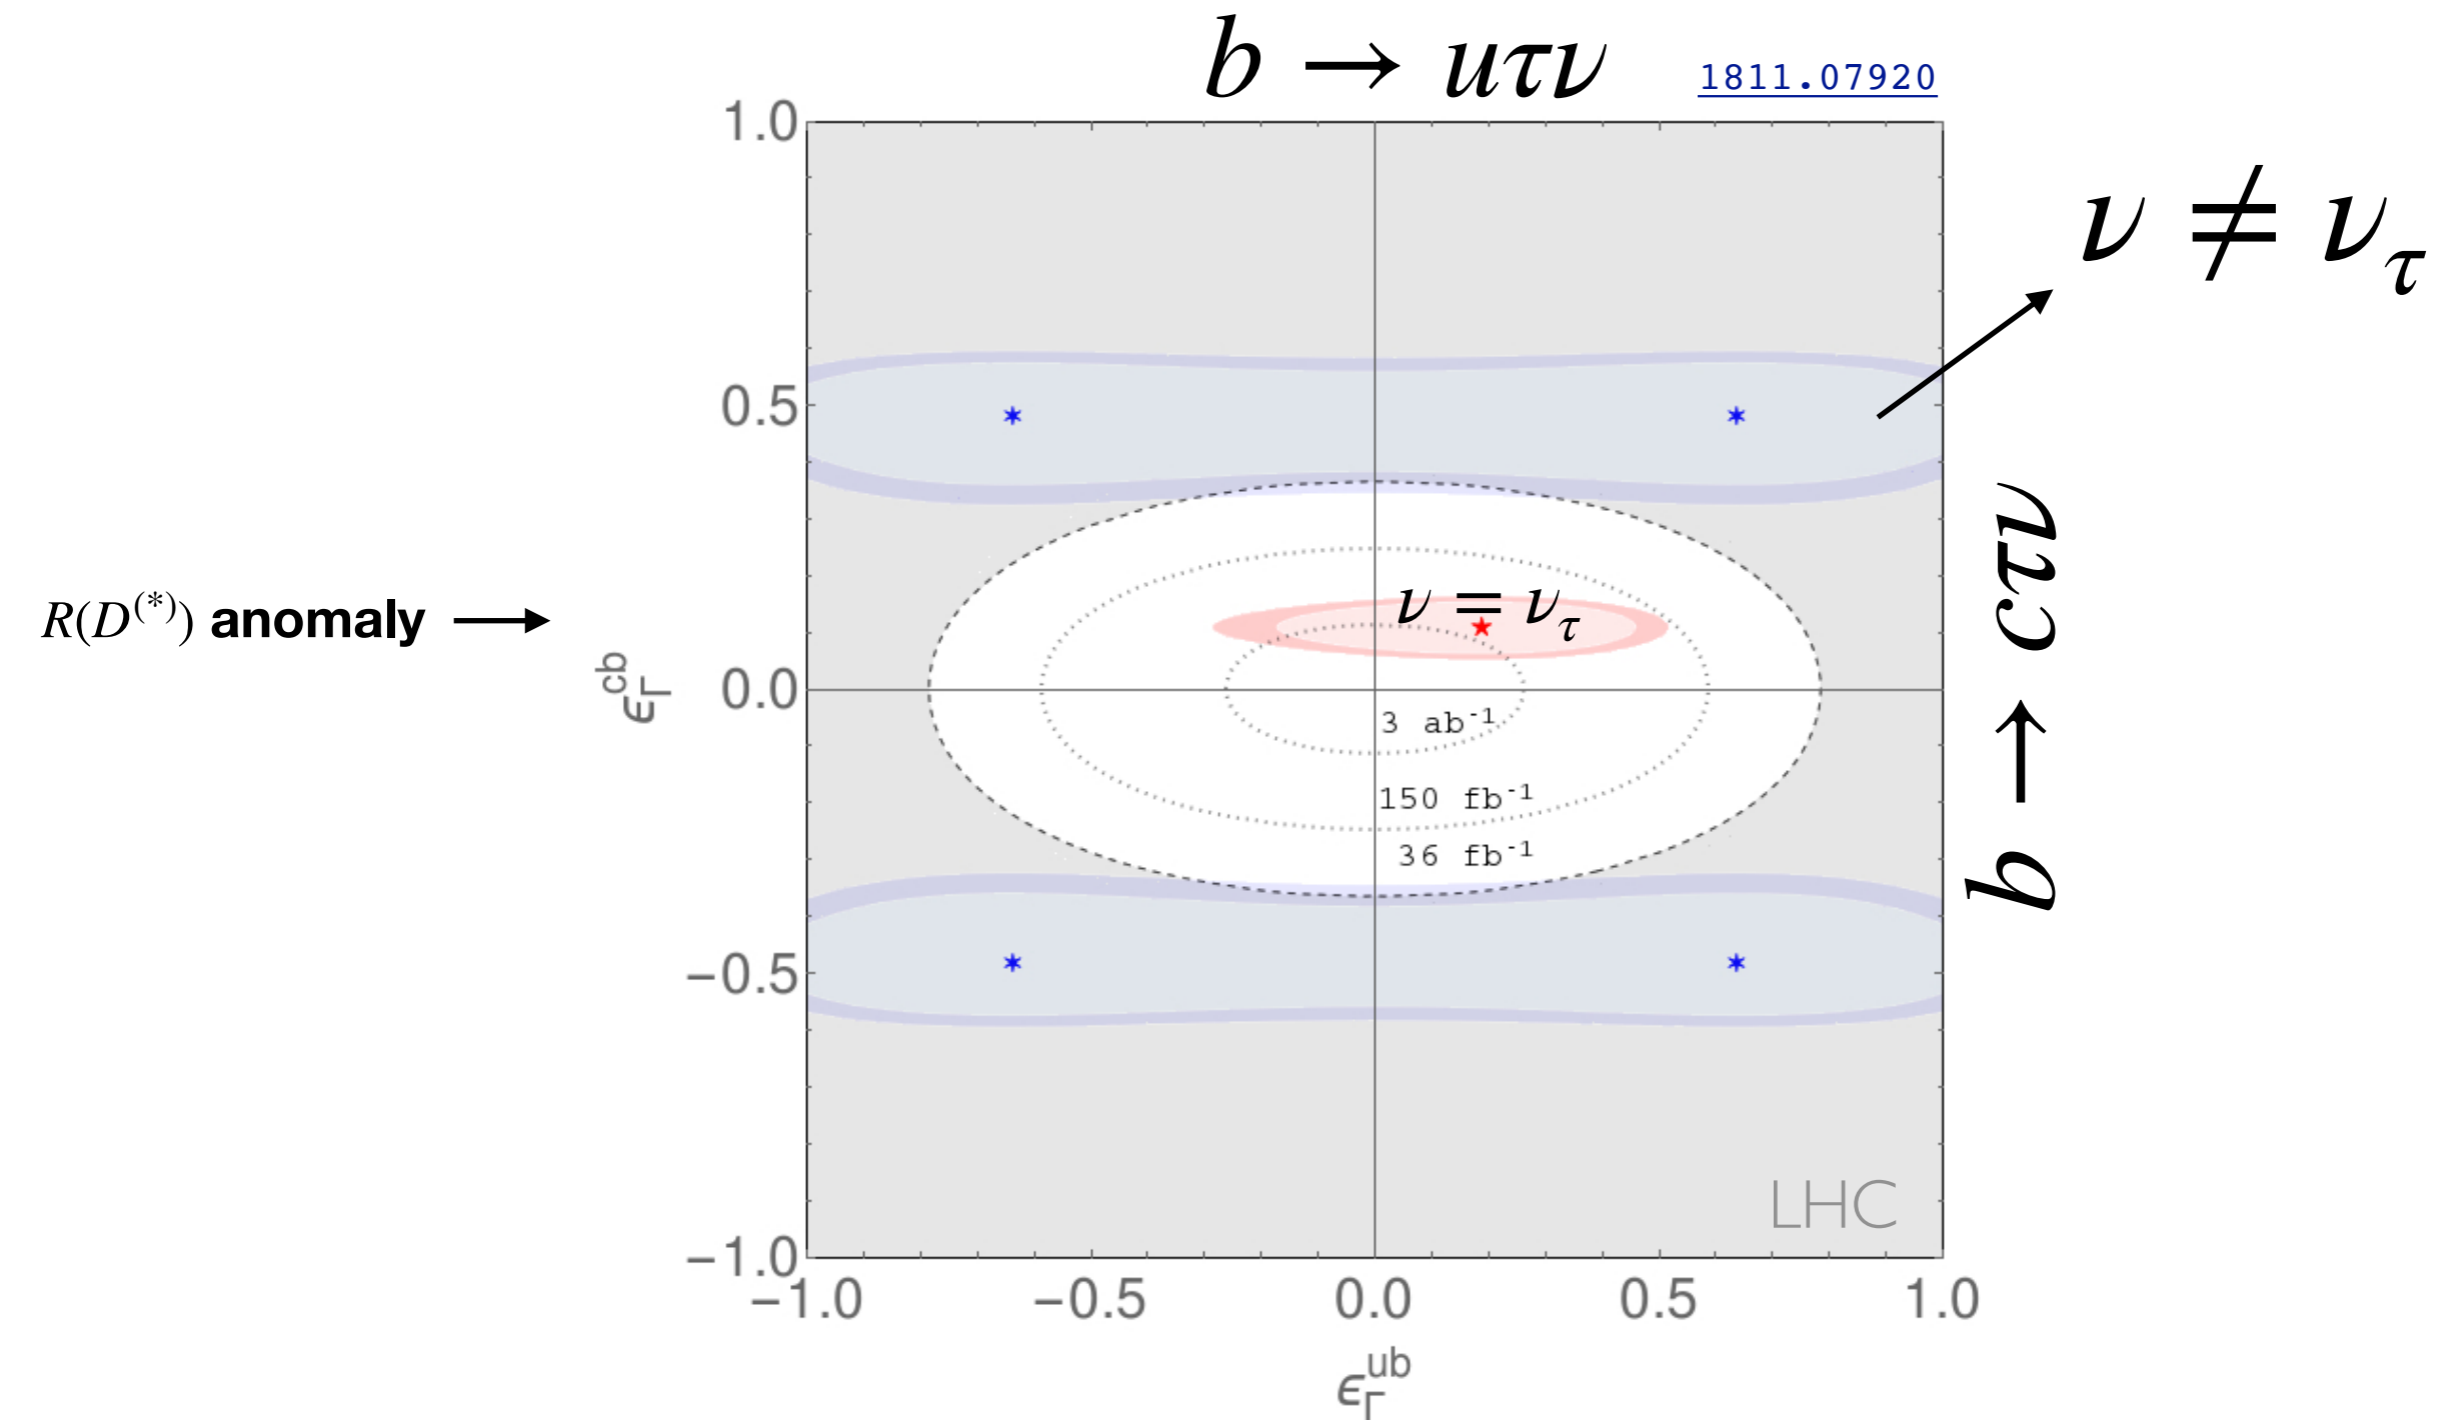 b → uτν
1811.07920
ν ≠ ν_τ
b → cτν
R(D^(*)) anomaly →
ϵ_Γ^cb
1.0
0.5
0.0
−0.5
−1.0
ν = ν_τ
3 ab^-1
150 fb^-1
36 fb^-1
LHC
−1.0 −0.5 0.0 0.5 1.0
ϵ_Γ^ub